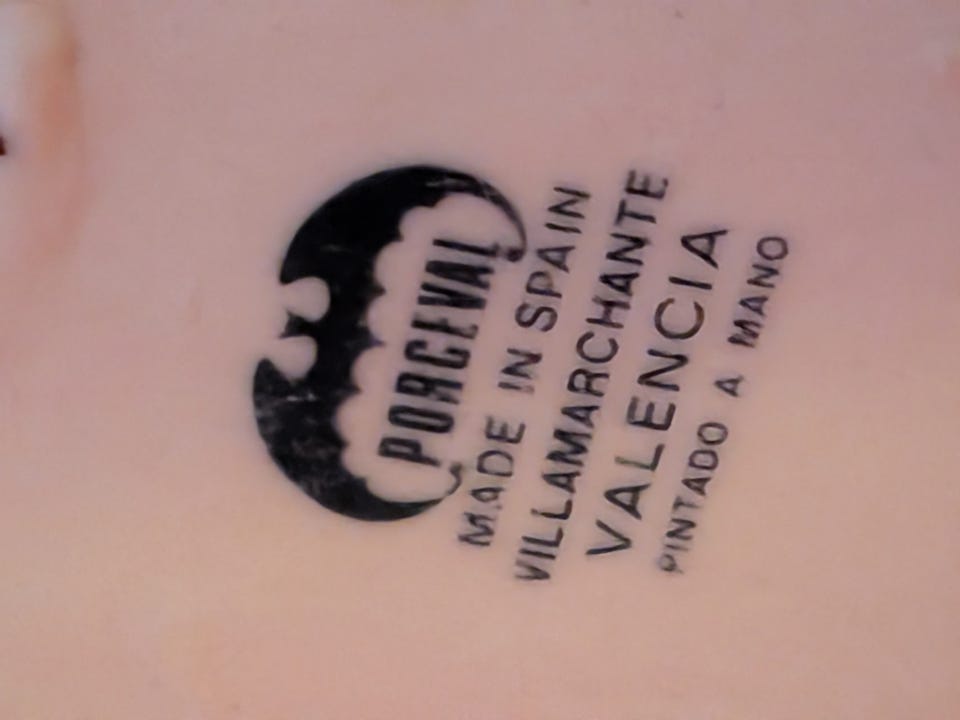 PORCEVAL
MADE IN SPAIN
VILLAMARCHANTE
VALENCIA
PINTADO A MANO